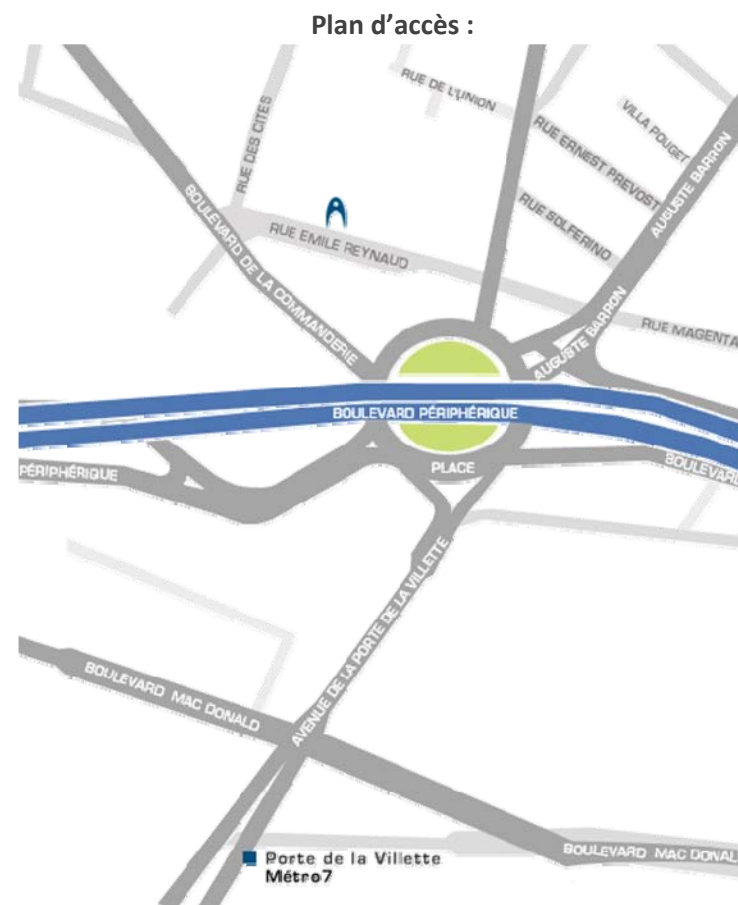 Plan d’accès :
RUE DE L'UNION
VILLA POUGET
RUE DES CITES
RUE ERNEST PREVOST
AUGUSTE BARRON
BOULEVARD DE LA COMMANDERIE
RUE EMILE REYNAUD
RUE SOLFERINO
AUGUSTE BARRON
RUE MAGENTA
BOULEVARD PÉRIPHÉRIQUE
PÉRIPHÉRIQUE
PLACE
BOULEVARD
AVENUE DE LA PORTE DE LA VILLETTE
BOULEVARD MAC DONALD
BOULEVARD MAC DONAL
Porte de la Villette
Métro7